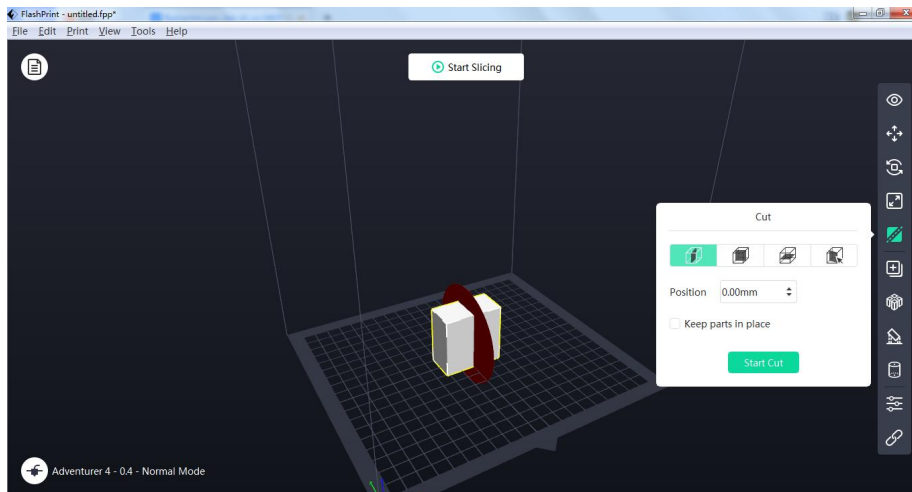 FlashPrint - untitled.fpp*
File Edit Print View Tools Help
Start Slicing
Cut
Position 0.00mm
Keep parts in place
Start Cut
Adventurer 4 - 0.4 - Normal Mode